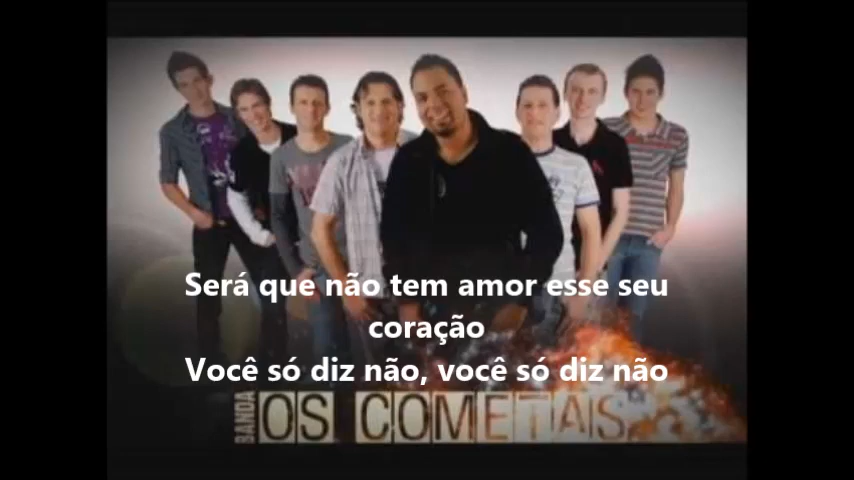 Será que não tem amor esse seu
coração
Você só diz não, você só diz não
BANDA OS COMETAS